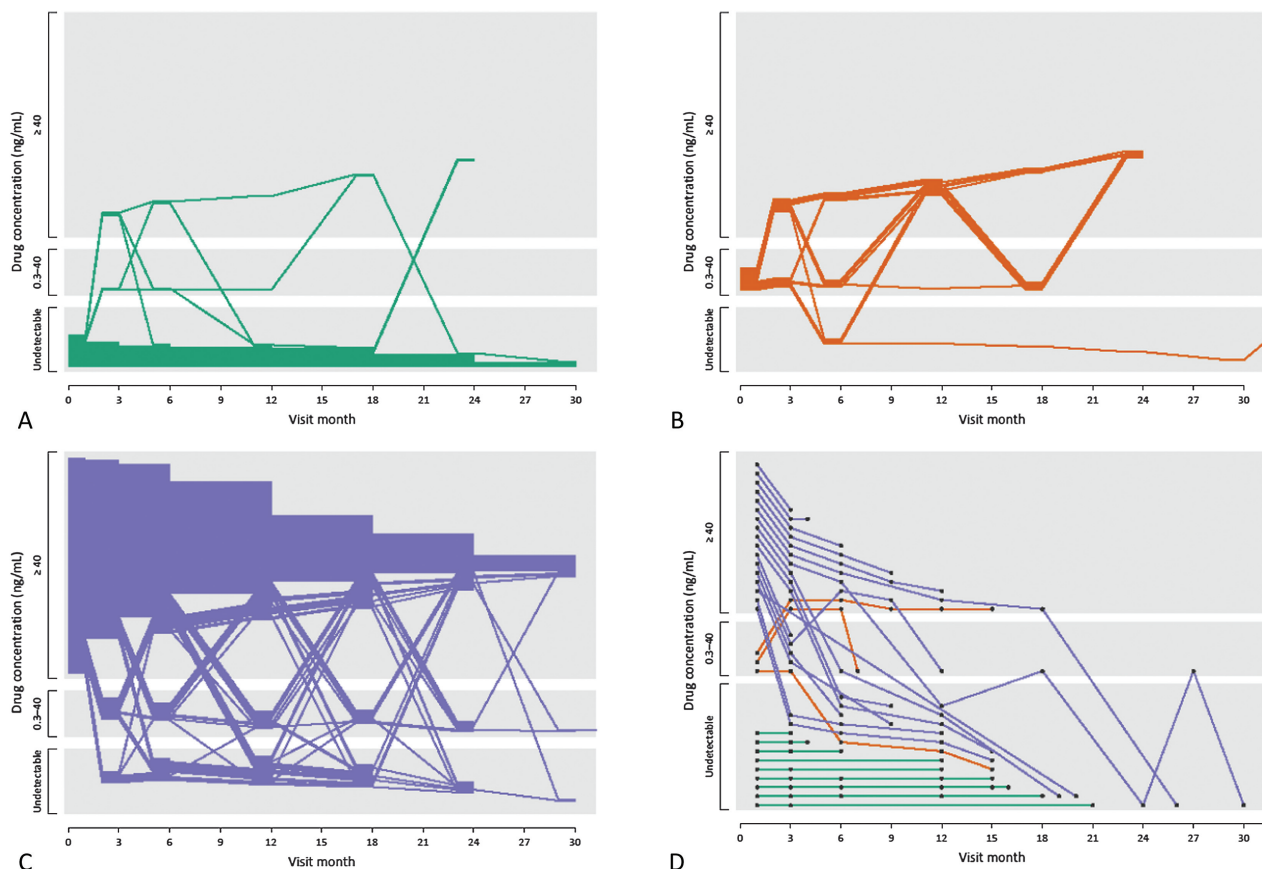 Drug concentration (ng/mL)
≥ 40
0.3–40
Undetectable
0 3 6 9 12 15 18 21 24 27 30
Visit month
A
Drug concentration (ng/mL)
≥ 40
0.3–40
Undetectable
0 3 6 9 12 15 18 21 24 27 30
Visit month
B
Drug concentration (ng/mL)
≥ 40
0.3–40
Undetectable
0 3 6 9 12 15 18 21 24 27 30
Visit month
C
Drug concentration (ng/mL)
≥ 40
0.3–40
Undetectable
0 3 6 9 12 15 18 21 24 27 30
Visit month
D